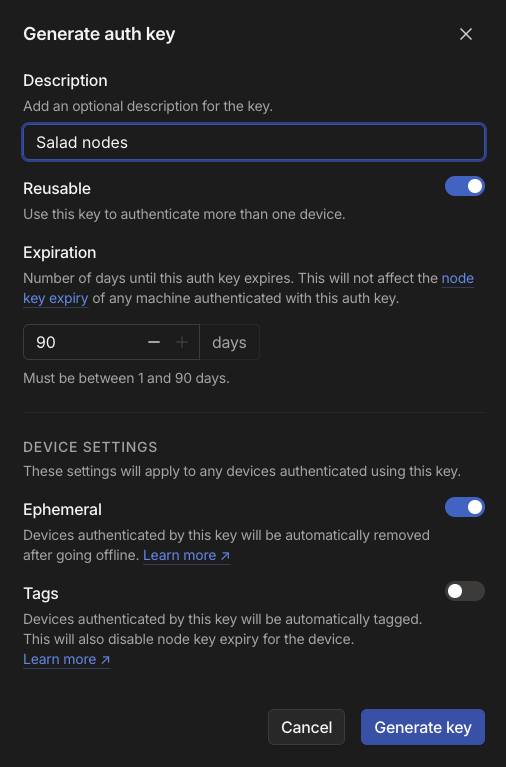 Generate auth key
Description
Add an optional description for the key.
Salad nodes
Reusable
Use this key to authenticate more than one device.
Expiration
Number of days until this auth key expires. This will not affect the node
key expiry of any machine authenticated with this auth key.
90 days
Must be between 1 and 90 days.
DEVICE SETTINGS
These settings will apply to any devices authenticated using this key.
Ephemeral
Devices authenticated by this key will be automatically removed
after going offline. Learn more ↗
Tags
Devices authenticated by this key will be automatically tagged.
This will also disable node key expiry for the device.
Learn more ↗
Cancel Generate key